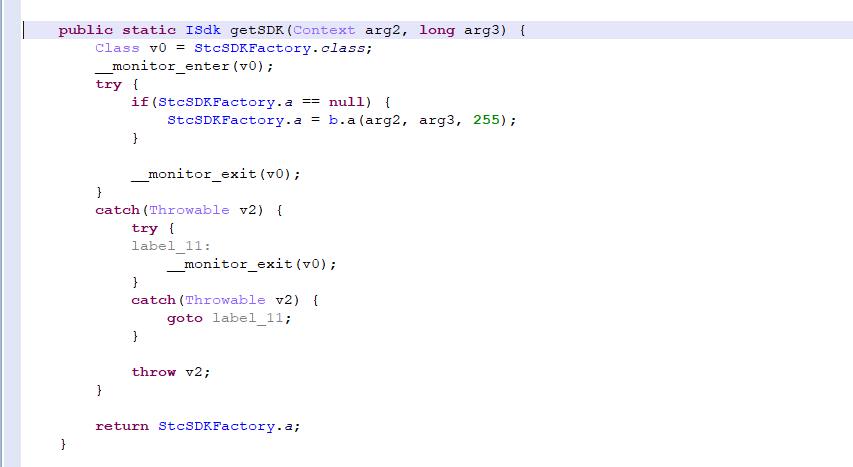 public static ISdk getSDK(Context arg2, long arg3) {
Class v0 = StcSDKFactory.class;
__monitor_enter(v0);
try {
if(StcSDKFactory.a == null) {
StcSDKFactory.a = b.a(arg2, arg3, 255);
}
__monitor_exit(v0);
}
catch(Throwable v2) {
try {
label_11:
__monitor_exit(v0);
}
catch(Throwable v2) {
goto label_11;
}
throw v2;
}
return StcSDKFactory.a;
}